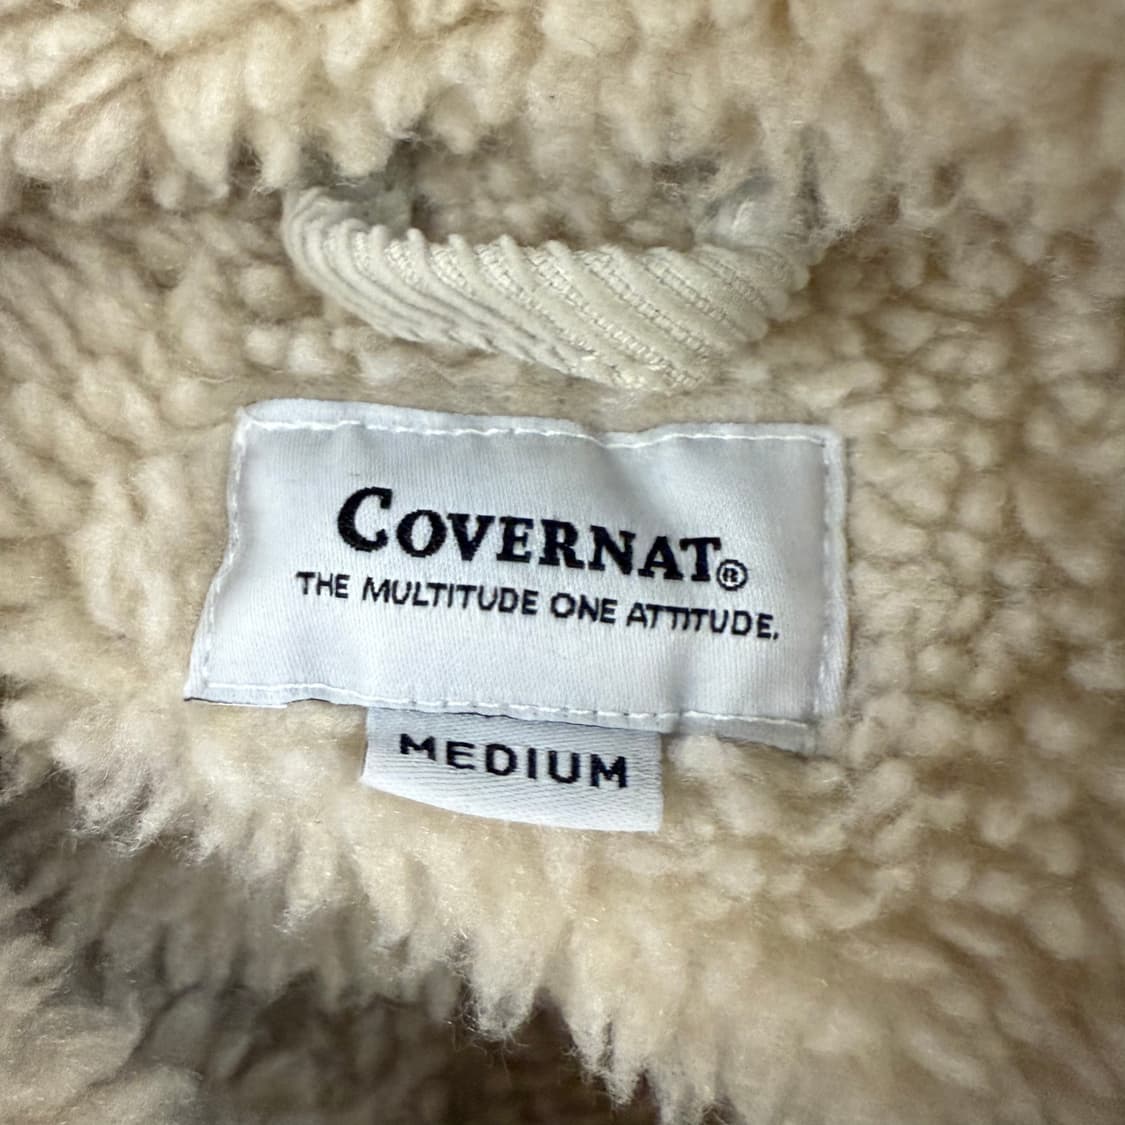 COVERNAT®
THE MULTITUDE ONE ATTITUDE.
MEDIUM